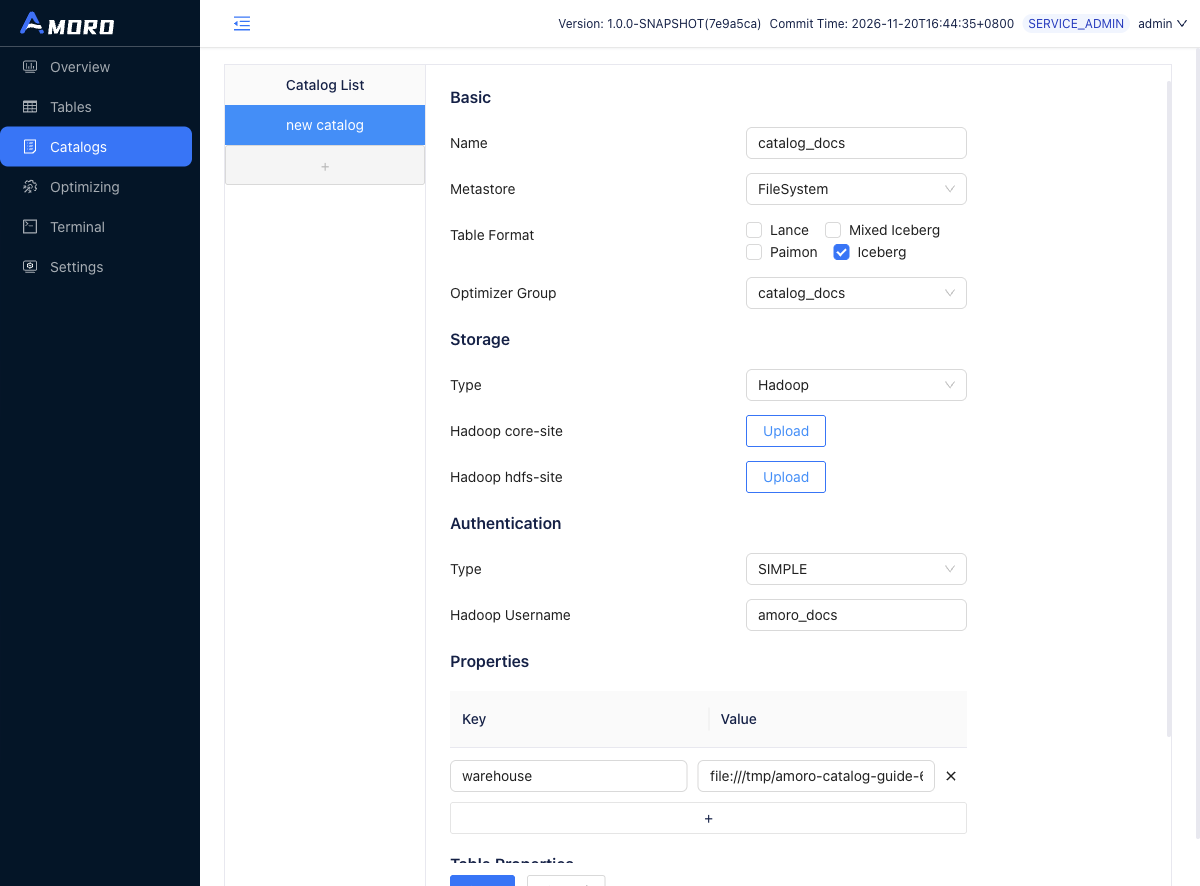 AMORO
Version: 1.0.0-SNAPSHOT(7e9a5ca) Commit Time: 2026-11-20T16:44:35+0800 SERVICE_ADMIN admin
Overview
Tables
Catalogs
Optimizing
Terminal
Settings
Catalog List
new catalog
+
Basic
Name catalog_docs
Metastore FileSystem
Table Format
Lance Mixed Iceberg
Paimon Iceberg
Optimizer Group catalog_docs
Storage
Type Hadoop
Hadoop core-site Upload
Hadoop hdfs-site Upload
Authentication
Type SIMPLE
Hadoop Username amoro_docs
Properties
Key Value
warehouse file:///tmp/amoro-catalog-guide-6
+
Table Properties